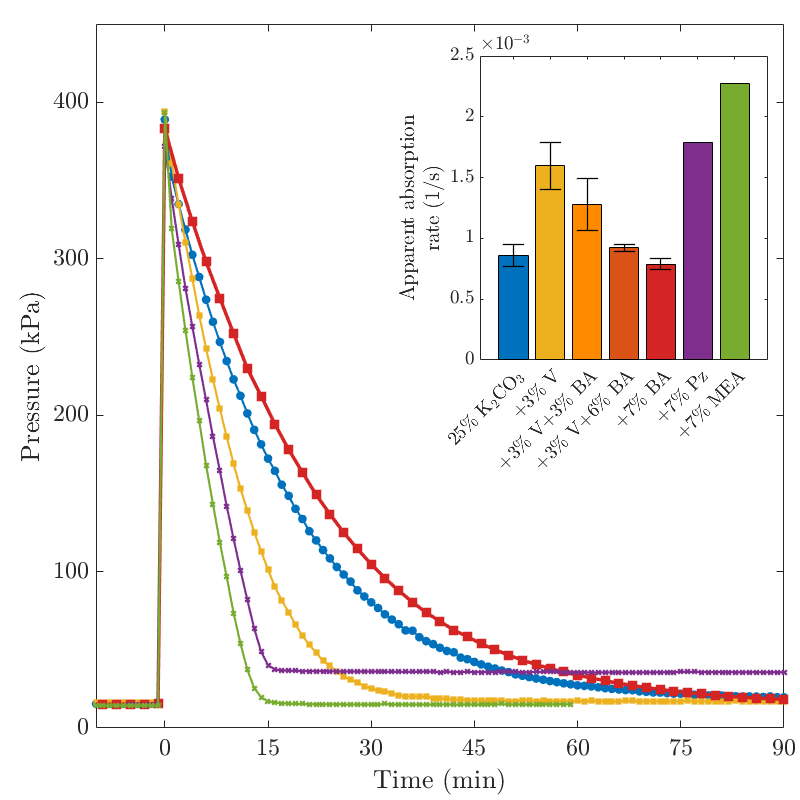 400
300
200
100
0
Pressure (kPa)
0 15 30 45 60 75 90
Time (min)
×10⁻³
2.5
2
1.5
1
0.5
0
Apparent absorption
rate (1/s)
25% K₂CO₃
+3% V
+3% V+3% BA
+3% V+6% BA
+7% BA
+7% Pz
+7% MEA